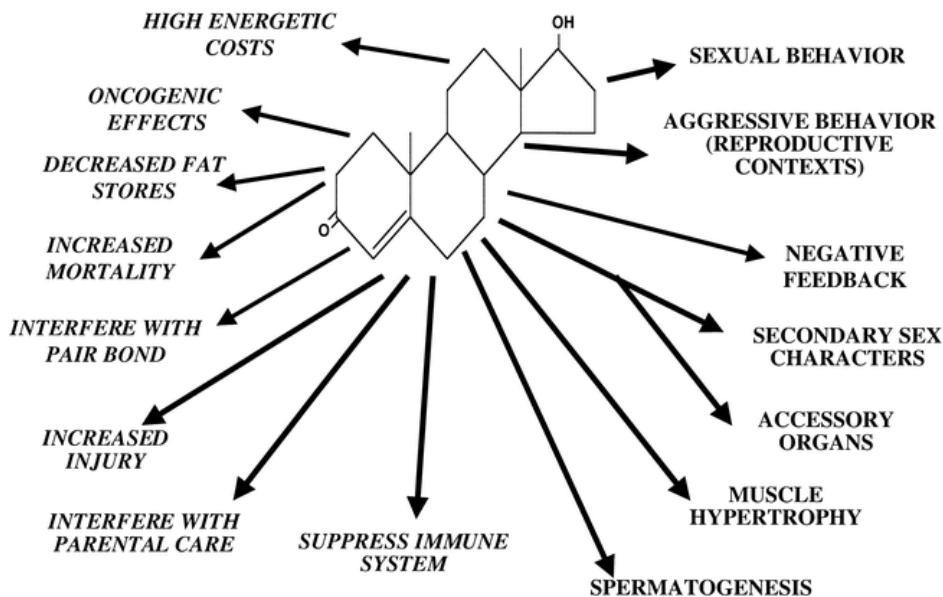 OH
HIGH ENERGETIC
COSTS
SEXUAL BEHAVIOR
ONCOGENIC
EFFECTS
AGGRESSIVE BEHAVIOR
(REPRODUCTIVE
CONTEXTS)
DECREASED FAT
STORES
O
INCREASED
MORTALITY
NEGATIVE
FEEDBACK
INTERFERE WITH
PAIR BOND
SECONDARY SEX
CHARACTERS
INCREASED
INJURY
ACCESSORY
ORGANS
MUSCLE
HYPERTROPHY
INTERFERE WITH
PARENTAL CARE
SUPPRESS IMMUNE
SYSTEM
SPERMATOGENESIS